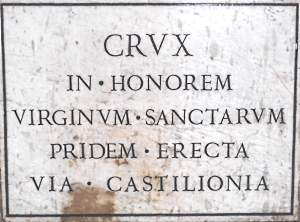 CRVX
IN · HONOREM
VIRGINVM · SANCTARVM
PRIDEM · ERECTA
VIA · CASTILIONIA